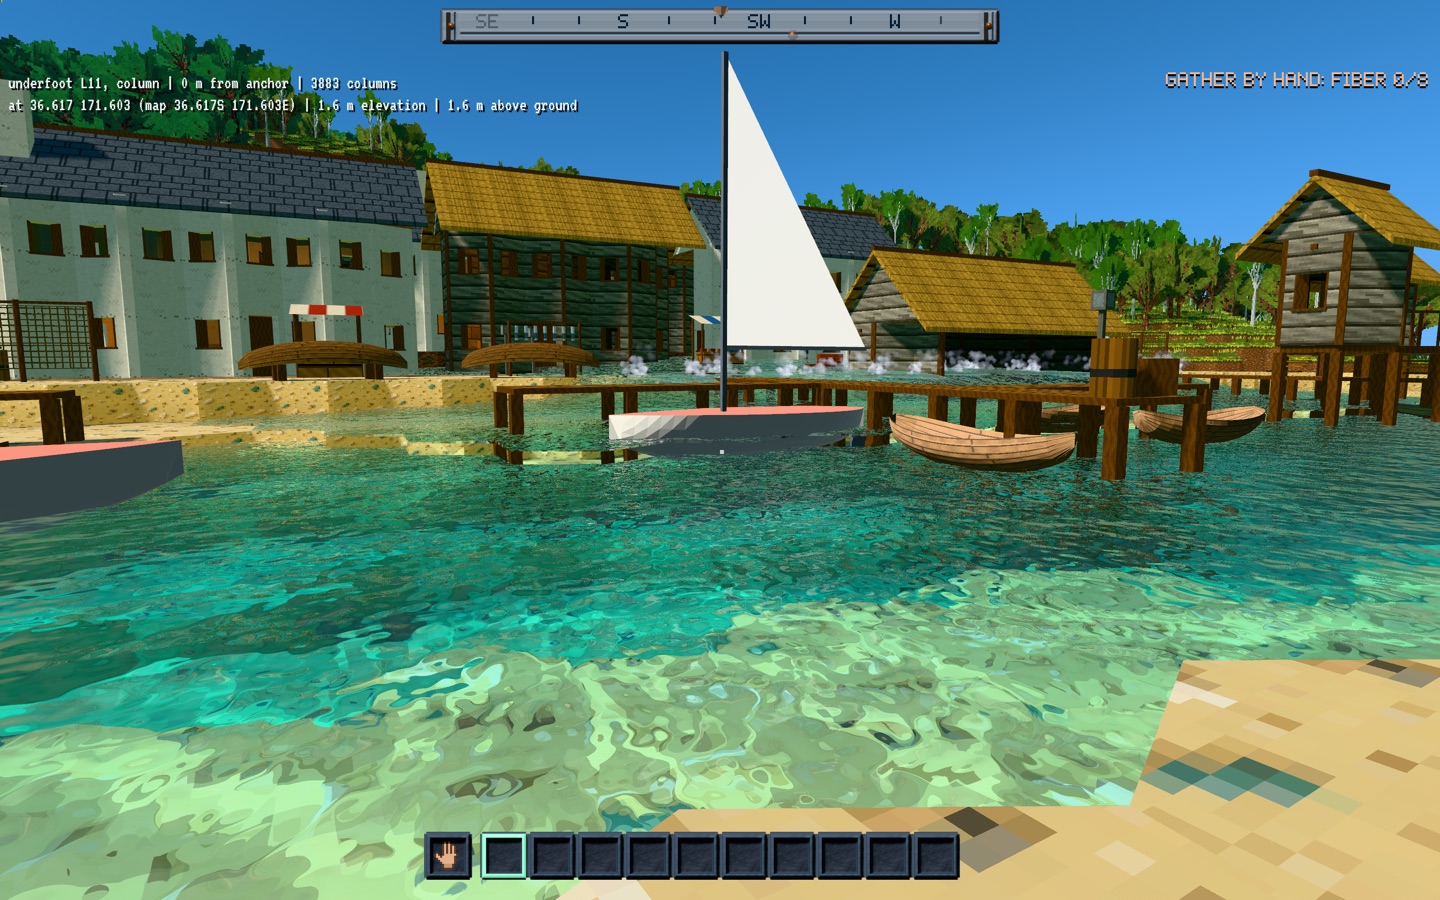 SE S SW W
underfoot L11, column | 0 m from anchor | 3883 columns
at 36.617 171.603 (map 36.617S 171.603E) | 1.6 m elevation | 1.6 m above ground
GATHER BY HAND: FIBER 0/8